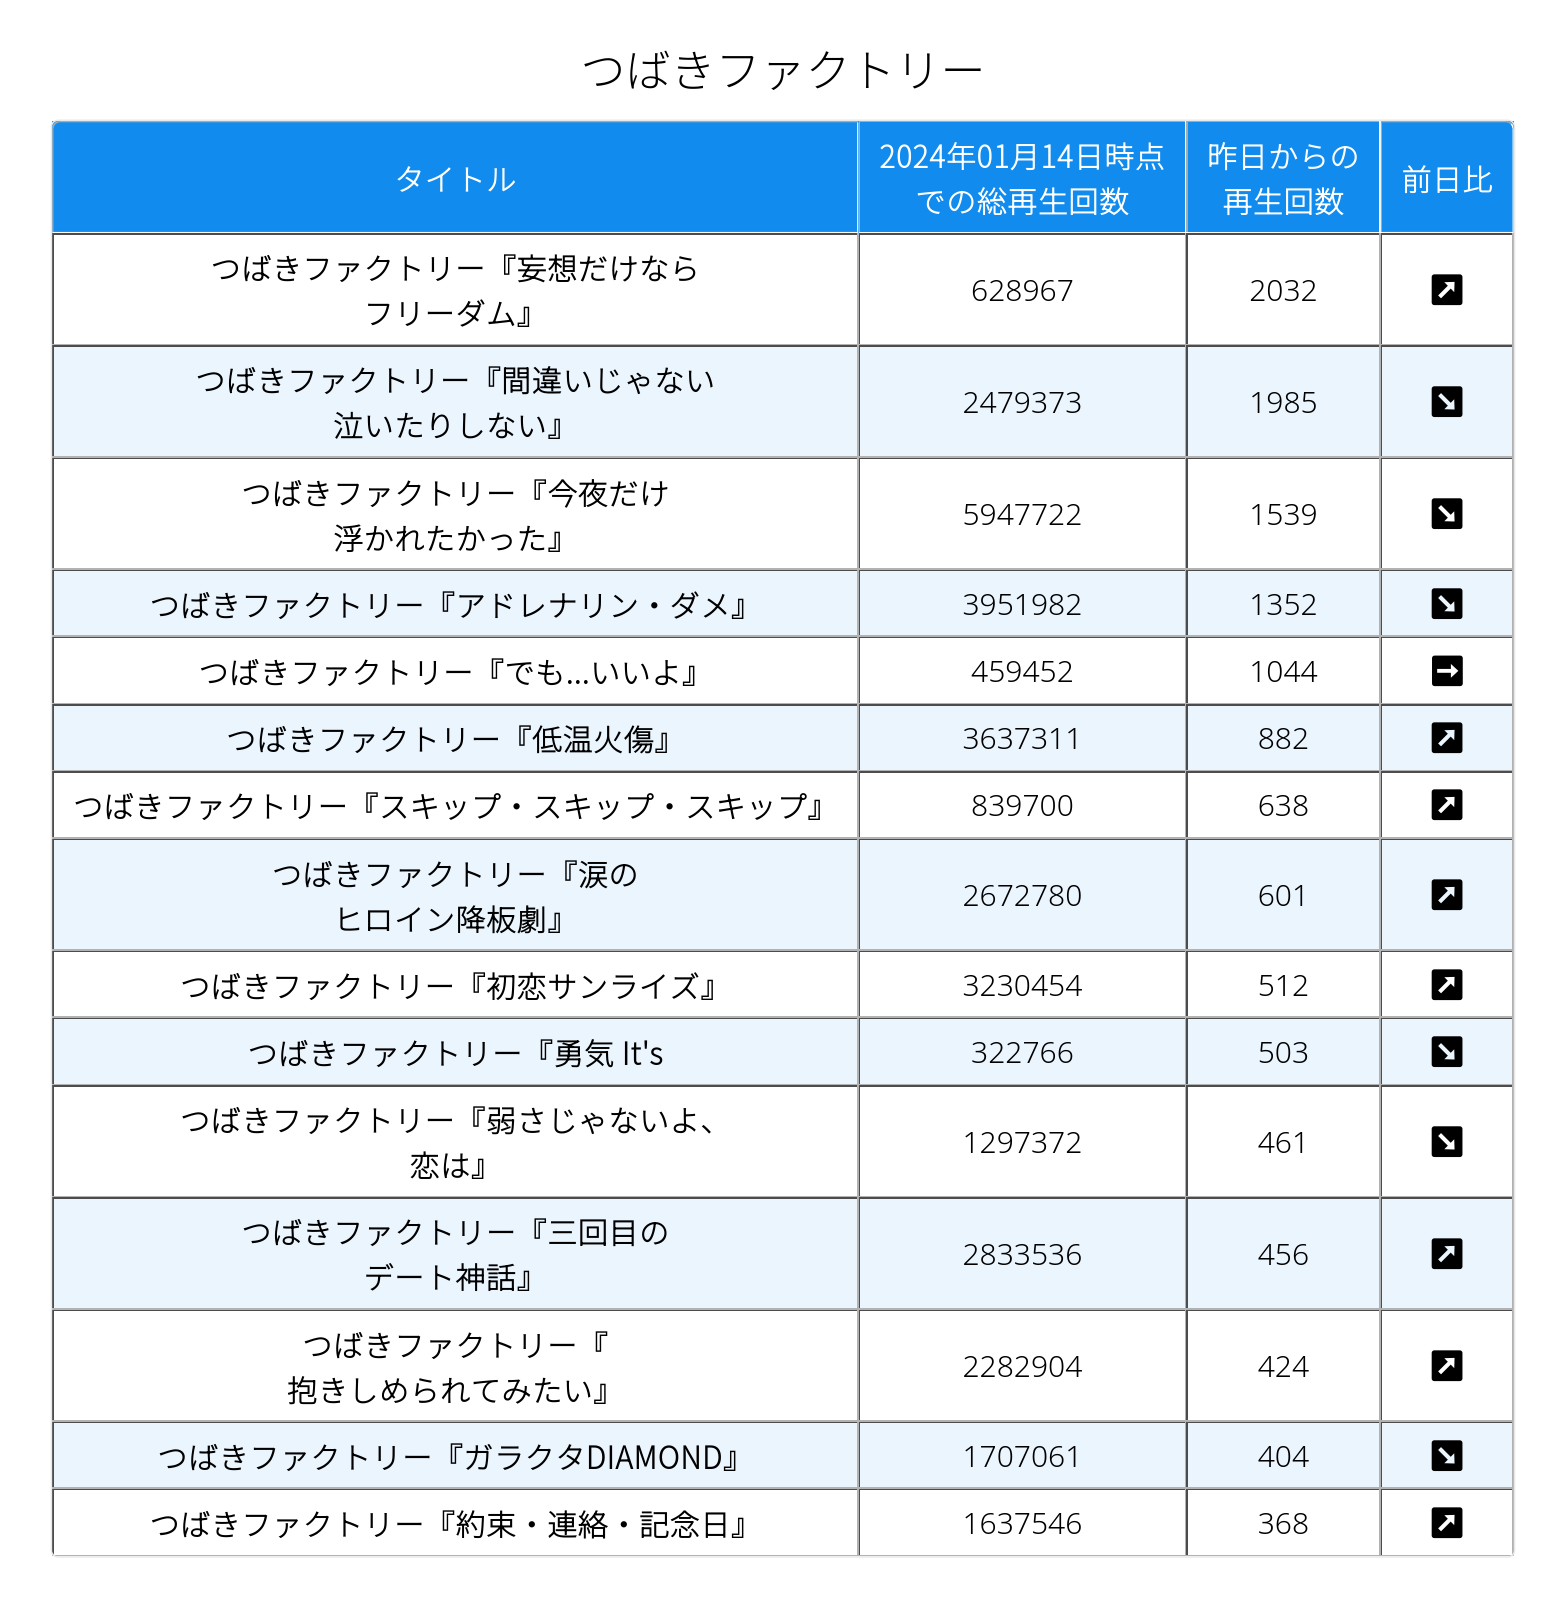 つばきファクトリー
タイトル
2024年01月14日時点
での総再生回数
昨日からの
再生回数
前日比
つばきファクトリー『妄想だけなら
フリーダム』
628967
2032
つばきファクトリー『間違いじゃない
泣いたりしない』
2479373
1985
つばきファクトリー『今夜だけ
浮かれたかった』
5947722
1539
つばきファクトリー『アドレナリン・ダメ』
3951982
1352
つばきファクトリー『でも...いいよ』
459452
1044
つばきファクトリー『低温火傷』
3637311
882
つばきファクトリー『スキップ・スキップ・スキップ』
839700
638
つばきファクトリー『涙の
ヒロイン降板劇』
2672780
601
つばきファクトリー『初恋サンライズ』
3230454
512
つばきファクトリー『勇気 It's
322766
503
つばきファクトリー『弱さじゃないよ、
恋は』
1297372
461
つばきファクトリー『三回目の
デート神話』
2833536
456
つばきファクトリー『
抱きしめられてみたい』
2282904
424
つばきファクトリー『ガラクタDIAMOND』
1707061
404
つばきファクトリー『約束・連絡・記念日』
1637546
368